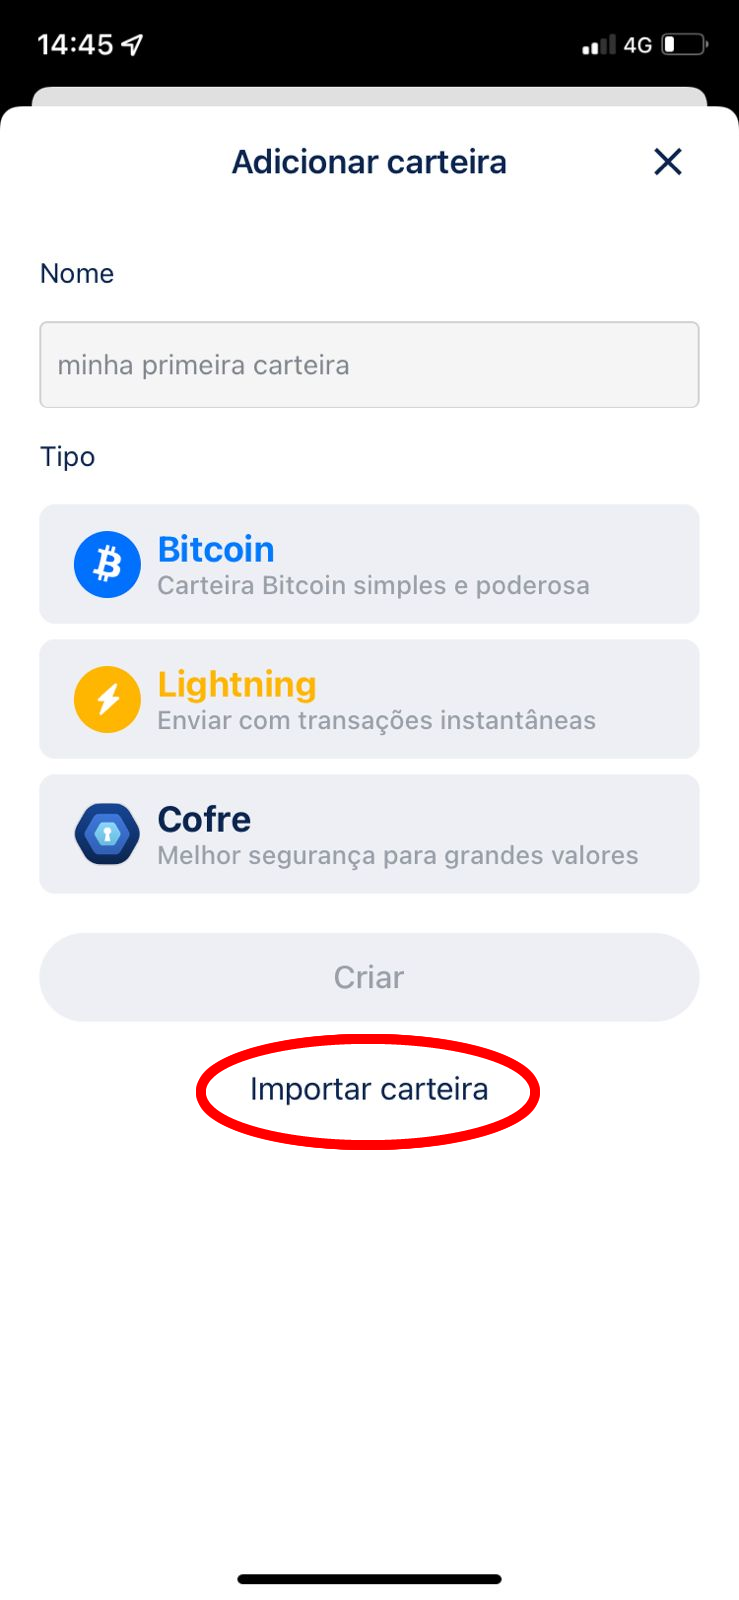 14:45
4G
Adicionar carteira
Nome
minha primeira carteira
Tipo
Bitcoin
Carteira Bitcoin simples e poderosa
Lightning
Enviar com transações instantâneas
Cofre
Melhor segurança para grandes valores
Criar
Importar carteira